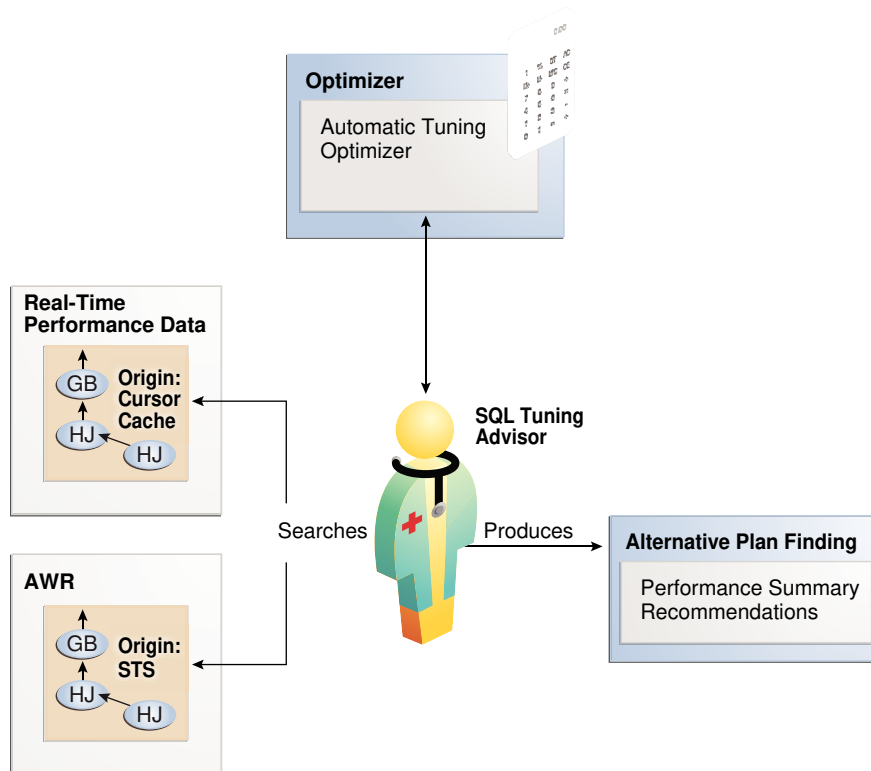 Optimizer
Automatic Tuning
Optimizer
Real-Time
Performance Data
GB
HJ
HJ
Origin:
Cursor
Cache
SQL Tuning
Advisor
Searches
Produces
Alternative Plan Finding
Performance Summary
Recommendations
AWR
GB
HJ
HJ
Origin:
STS